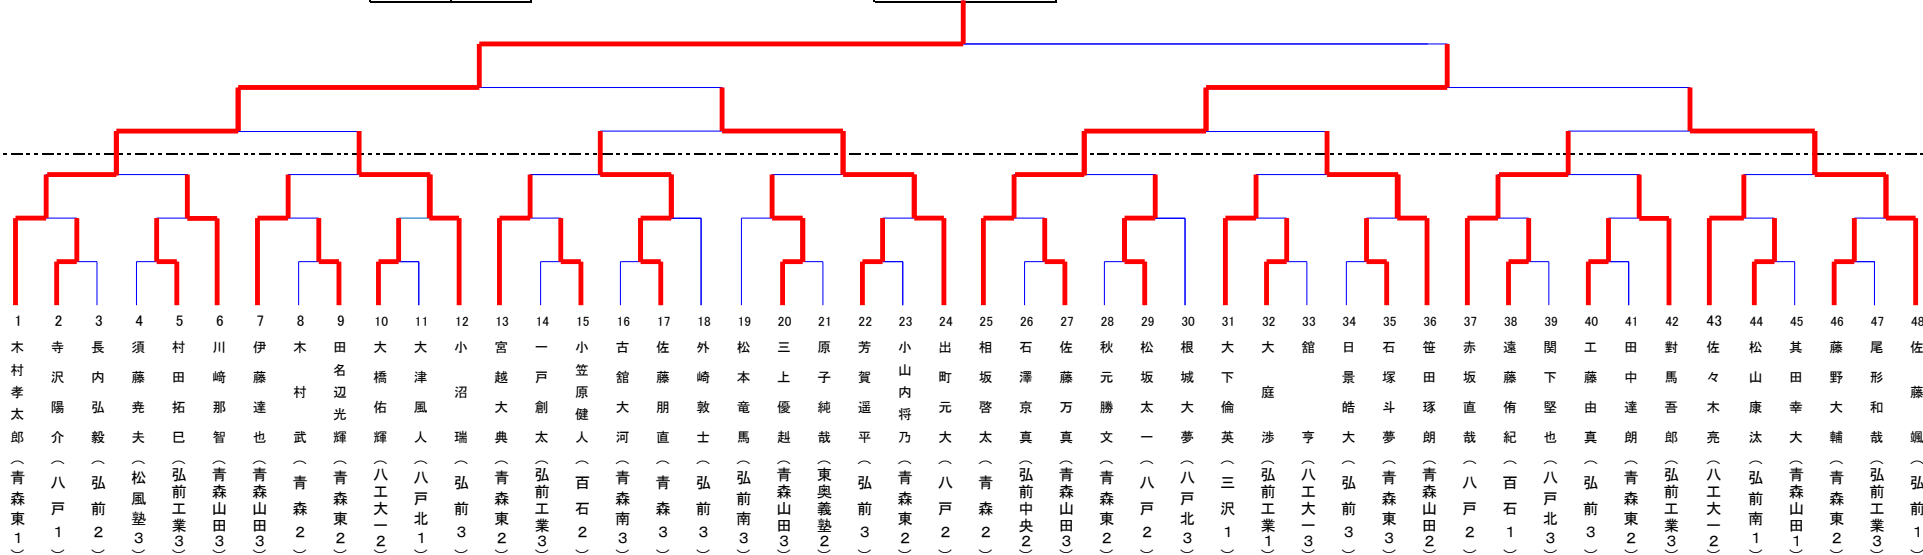 1 木村孝太郎 (青森東1)
2 寺沢陽介 (八戸1)
3 長内弘毅 (弘前2)
4 須藤尭夫 (松風塾3)
5 村田拓巳 (弘前工業3)
6 川崎那智 (青森山田3)
7 伊藤達也 (青森山田3)
8 木村武 (青森2)
9 田名辺光輝 (青森東2)
10 大橋佑輝 (八工大一2)
11 大津風人 (八戸北1)
12 小沼瑞 (弘前3)
13 宮越大典 (青森東2)
14 一戸創太 (弘前工業3)
15 小笠原健人 (百石2)
16 古舘大河 (青森南3)
17 佐藤朋直 (青森3)
18 外崎敦士 (弘前3)
19 松本竜馬 (弘前南3)
20 三上優赳 (青森山田3)
21 原子純哉 (東奥義塾2)
22 芳賀遥平 (弘前3)
23 小山内将乃 (青森東2)
24 出町元大 (八戸2)
25 相坂啓太 (青森2)
26 石澤京真 (弘前中央2)
27 佐藤万真 (青森山田3)
28 秋元勝文 (青森東2)
29 松坂太一 (八戸2)
30 根城大夢 (八戸北3)
31 大下倫英 (三沢1)
32 大庭渉 (弘前工業1)
33 舘亨 (八工大一3)
34 日景皓大 (弘前3)
35 石塚斗夢 (青森東3)
36 笹田琢朗 (青森山田2)
37 赤坂直哉 (八戸2)
38 遠藤侑紀 (百石1)
39 関下堅也 (八戸北3)
40 工藤由真 (弘前3)
41 田中達朗 (青森東2)
42 對馬吾郎 (弘前工業3)
43 佐々木亮 (八工大一2)
44 松山康汰 (弘前南1)
45 其田幸大 (青森山田1)
46 藤野大輔 (青森東2)
47 尾形和哉 (弘前工業3)
48 佐藤颯 (弘前1)